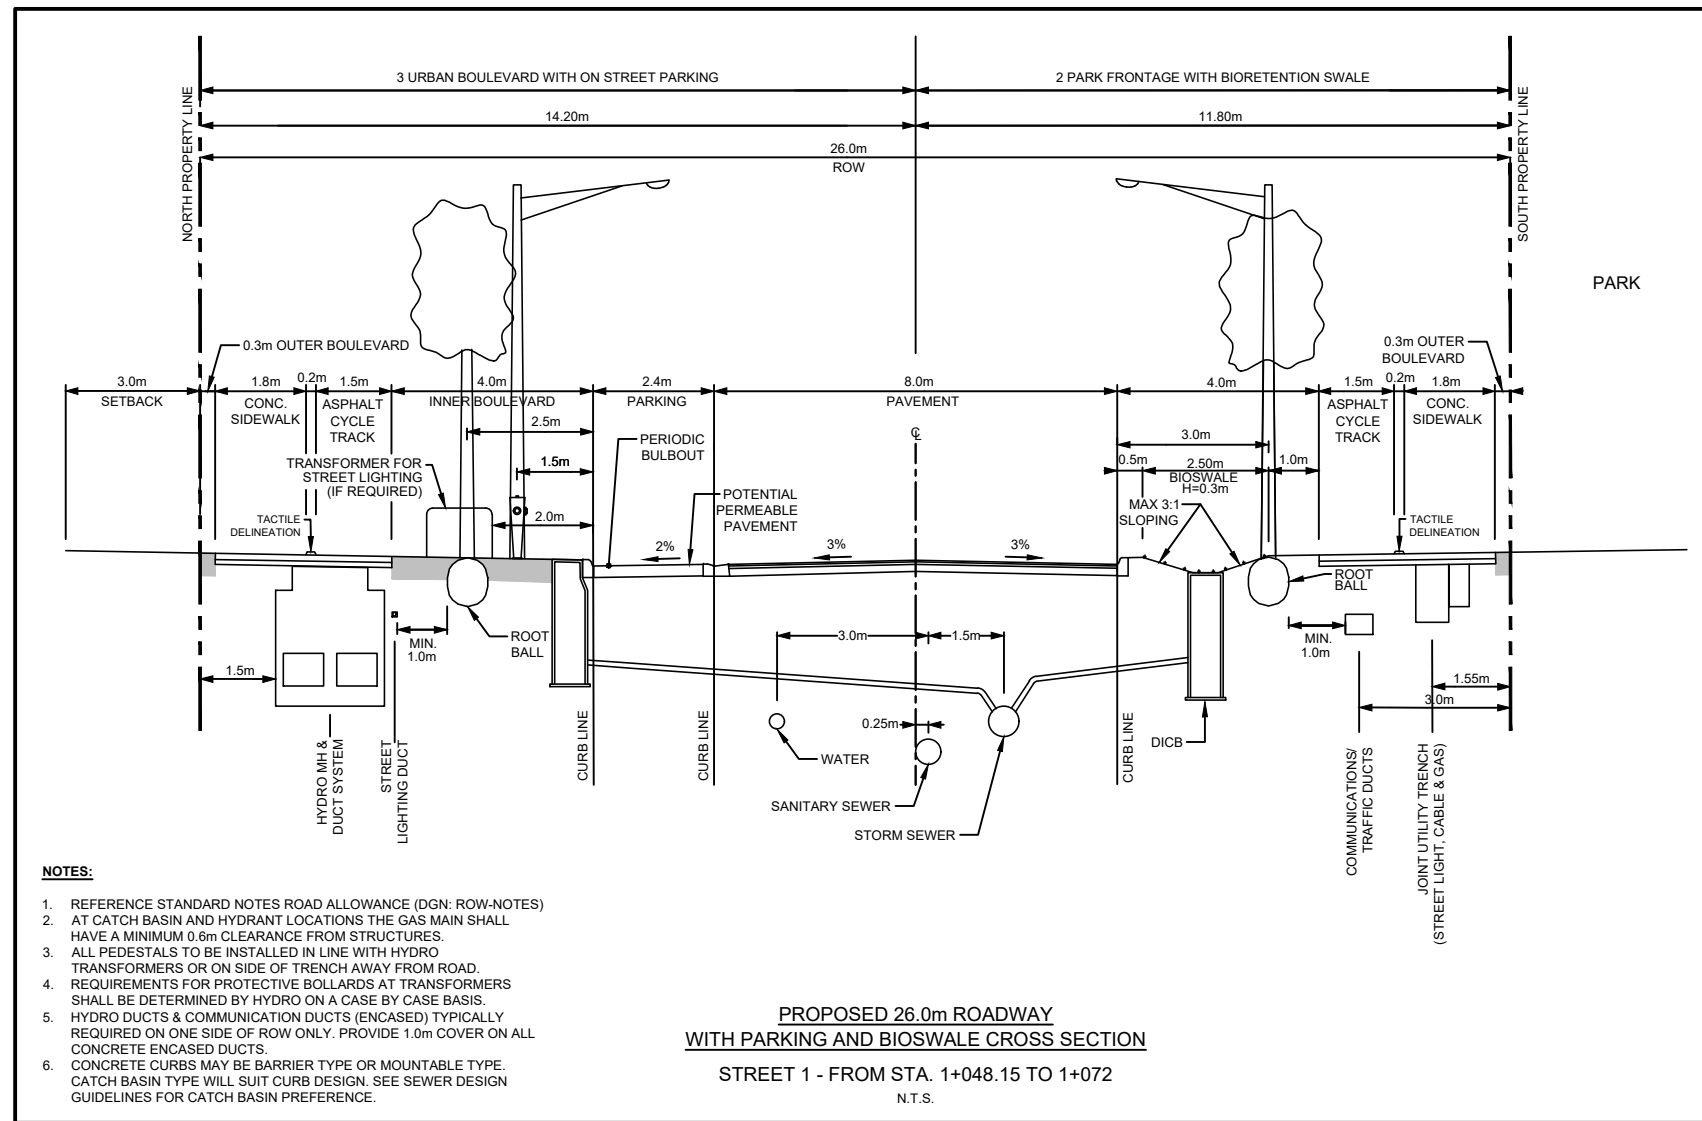 3 URBAN BOULEVARD WITH ON STREET PARKING
2 PARK FRONTAGE WITH BIORETENTION SWALE
14.20m
11.80m
26.0m
ROW
NORTH PROPERTY LINE
SOUTH PROPERTY LINE
PARK
0.3m OUTER BOULEVARD
0.3m OUTER
BOULEVARD
3.0m
SETBACK
1.8m
CONC.
SIDEWALK
0.2m
1.5m
ASPHALT
CYCLE
TRACK
4.0m
INNER BOULEVARD
2.4m
PARKING
8.0m
PAVEMENT
4.0m
1.5m
ASPHALT
CYCLE
TRACK
0.2m
1.8m
CONC.
SIDEWALK
2.5m
1.5m
2.0m
TRANSFORMER FOR
STREET LIGHTING
(IF REQUIRED)
TACTILE
DELINEATION
PERIODIC
BULBOUT
POTENTIAL
PERMEABLE
PAVEMENT
℄
3.0m
0.5m
2.50m
1.0m
BIOSWALE
H=0.3m
MAX 3:1
SLOPING
TACTILE
DELINEATION
2%
3%
3%
ROOT
BALL
ROOT
BALL
MIN.
1.0m
MIN.
1.0m
3.0m
1.5m
1.5m
1.55m
3.0m
0.25m
WATER
SANITARY SEWER
STORM SEWER
DICB
CURB LINE
CURB LINE
CURB LINE
HYDRO MH &
DUCT SYSTEM
STREET
LIGHTING DUCT
COMMUNICATIONS/
TRAFFIC DUCTS
JOINT UTILITY TRENCH
(STREET LIGHT, CABLE & GAS)
NOTES:
1. REFERENCE STANDARD NOTES ROAD ALLOWANCE (DGN: ROW-NOTES)
2. AT CATCH BASIN AND HYDRANT LOCATIONS THE GAS MAIN SHALL
HAVE A MINIMUM 0.6m CLEARANCE FROM STRUCTURES.
3. ALL PEDESTALS TO BE INSTALLED IN LINE WITH HYDRO
TRANSFORMERS OR ON SIDE OF TRENCH AWAY FROM ROAD.
4. REQUIREMENTS FOR PROTECTIVE BOLLARDS AT TRANSFORMERS
SHALL BE DETERMINED BY HYDRO ON A CASE BY CASE BASIS.
5. HYDRO DUCTS & COMMUNICATION DUCTS (ENCASED) TYPICALLY
REQUIRED ON ONE SIDE OF ROW ONLY. PROVIDE 1.0m COVER ON ALL
CONCRETE ENCASED DUCTS.
6. CONCRETE CURBS MAY BE BARRIER TYPE OR MOUNTABLE TYPE.
CATCH BASIN TYPE WILL SUIT CURB DESIGN. SEE SEWER DESIGN
GUIDELINES FOR CATCH BASIN PREFERENCE.
PROPOSED 26.0m ROADWAY
WITH PARKING AND BIOSWALE CROSS SECTION
STREET 1 - FROM STA. 1+048.15 TO 1+072
N.T.S.